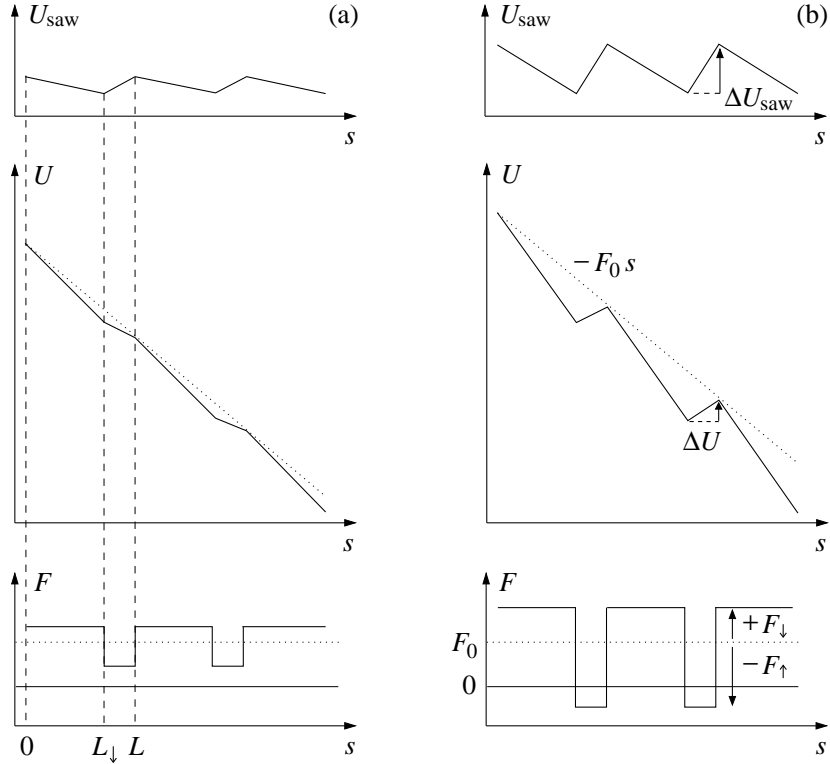 U_saw (a)
s
U
s
F
0 L_↓ L s
U_saw (b)
ΔU_saw
s
U
− F_0 s
ΔU
s
F
+F_↓
F_0
−F_↑
0
s